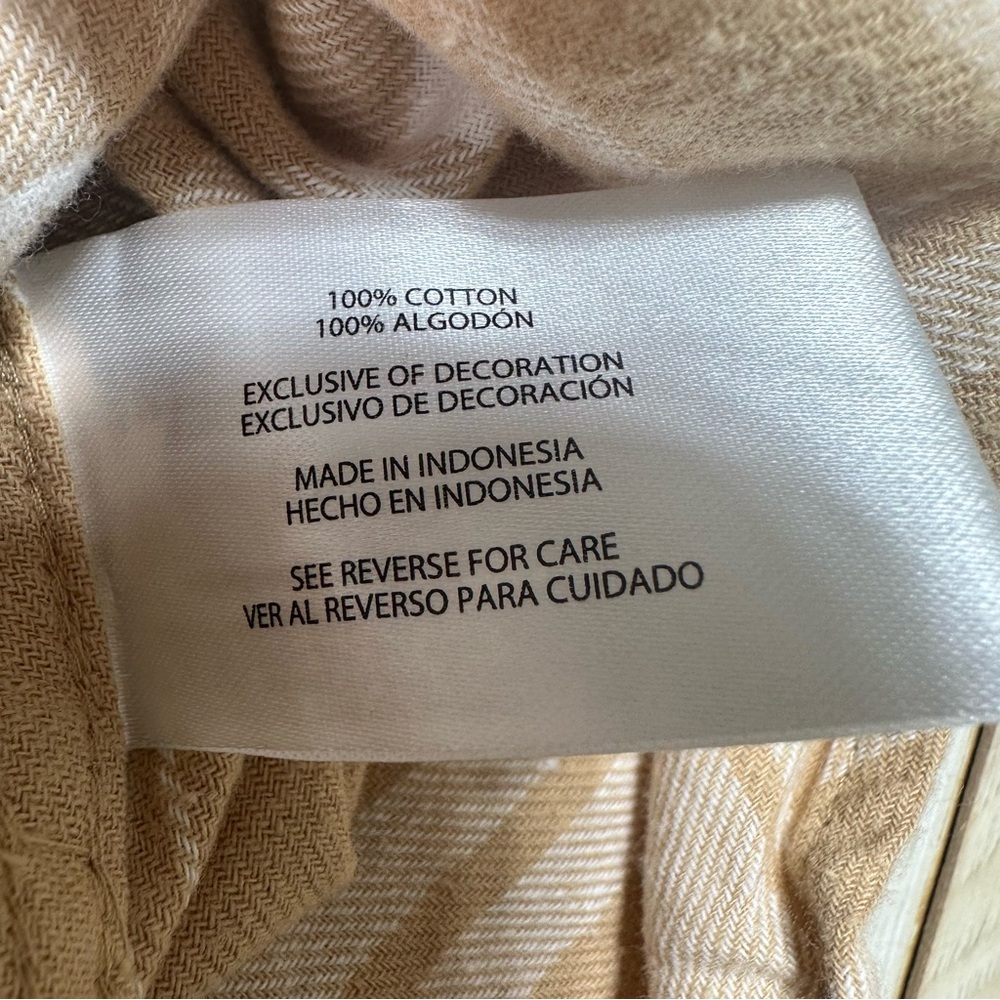 100% COTTON
100% ALGODÓN
EXCLUSIVE OF DECORATION
EXCLUSIVO DE DECORACIÓN
MADE IN INDONESIA
HECHO EN INDONESIA
SEE REVERSE FOR CARE
VER AL REVERSO PARA CUIDADO